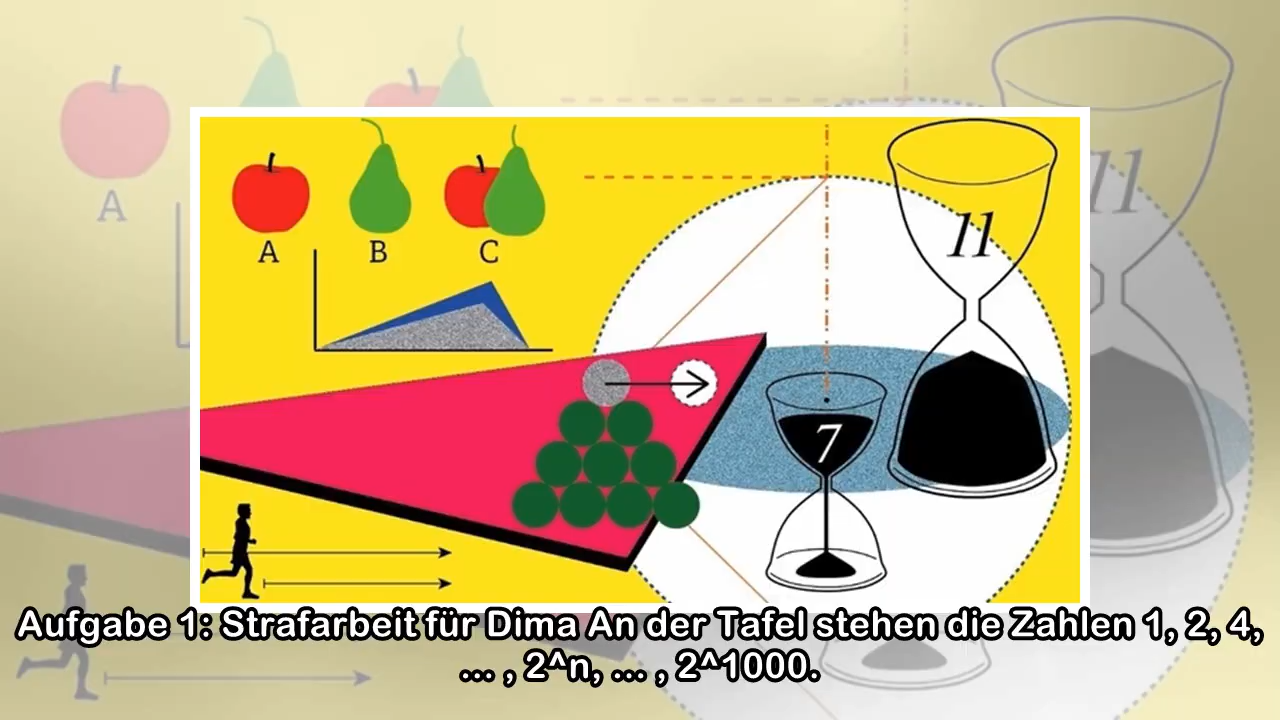 A B C
11
7
11
A
Aufgabe 1: Strafarbeit für Dima An der Tafel stehen die Zahlen 1, 2, 4,
... , 2^n, ... , 2^1000.